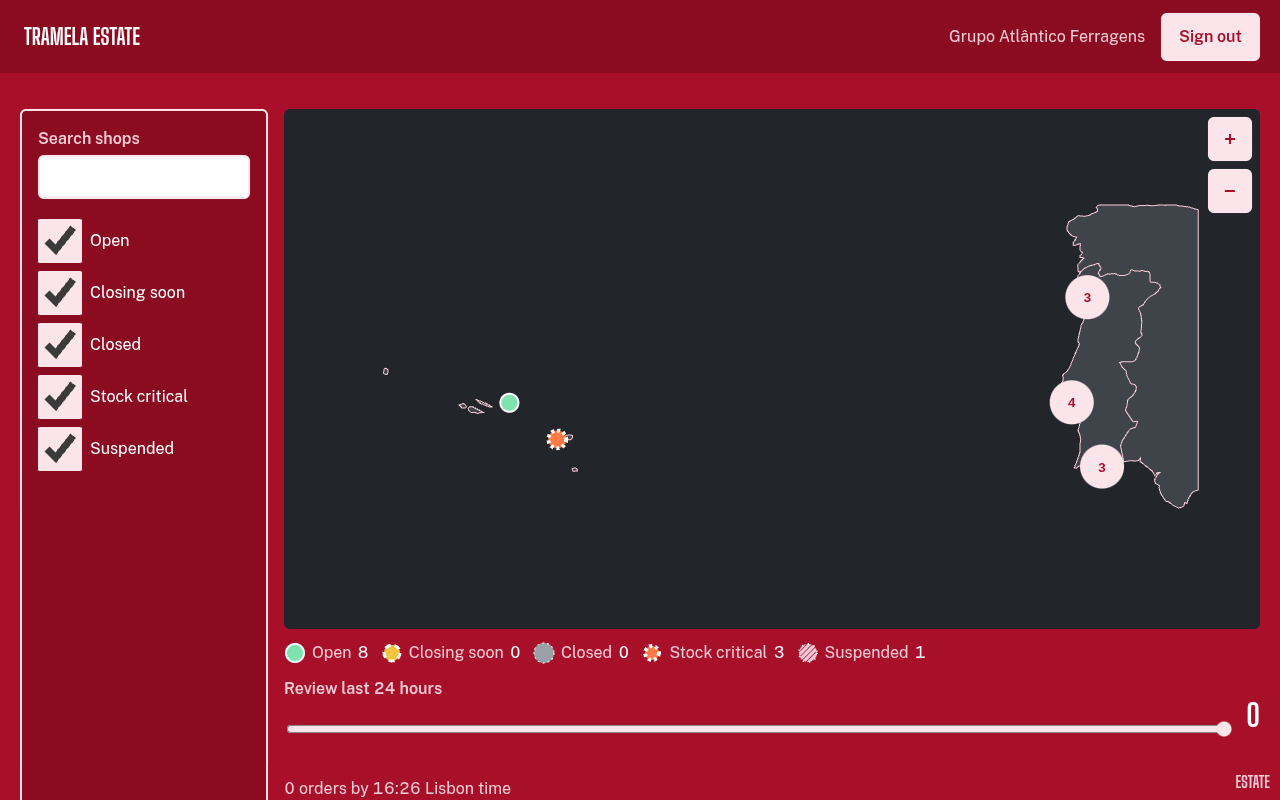 TRAMELA ESTATE
Grupo Atlântico Ferragens
Sign out
Search shops
Open
Closing soon
Closed
Stock critical
Suspended
+
−
3
4
3
Open 8 Closing soon 0 Closed 0 Stock critical 3 Suspended 1
Review last 24 hours
0
0 orders by 16:26 Lisbon time
ESTATE